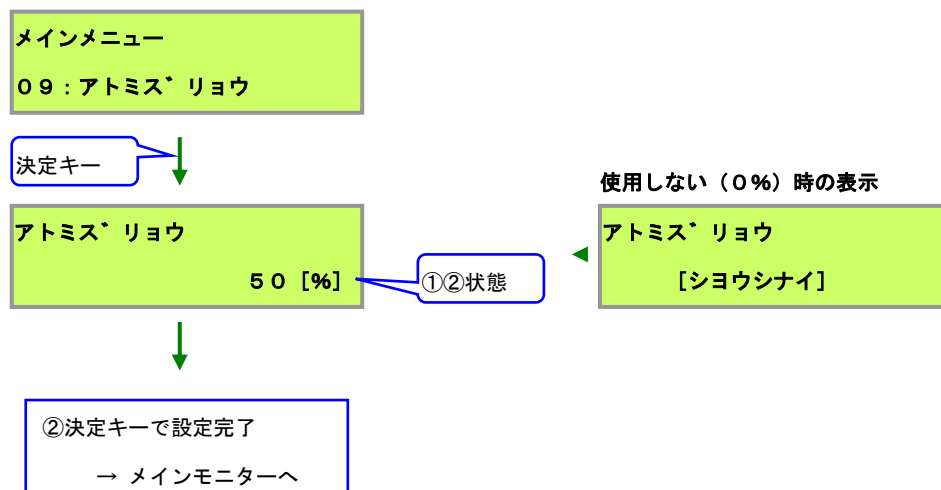 メインメニュー
０９：アトミズ゛リョウ
決定キー
使用しない（０%）時の表示
アトミズ゛リョウ
５０［%］
①②状態
アトミズ゛リョウ
［シヨウシナイ］
②決定キーで設定完了
→ メインモニターへ